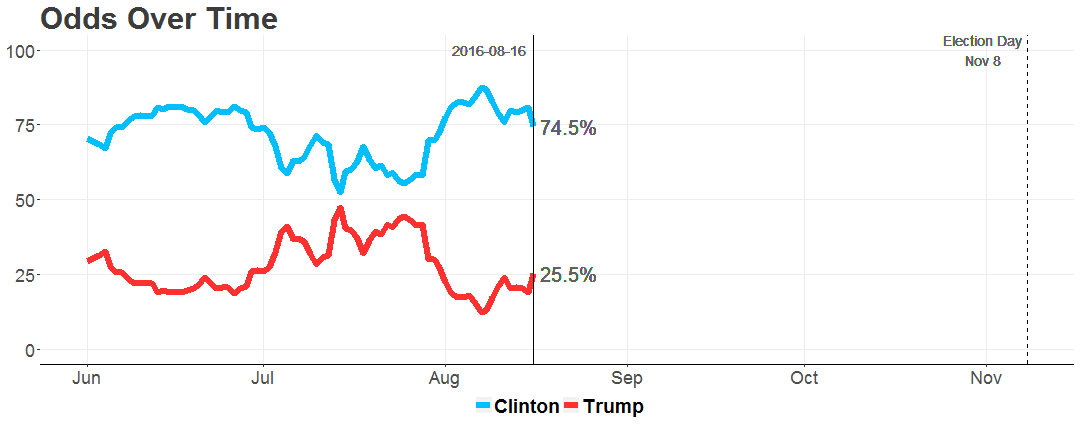 Odds Over Time
100
75
50
25
0
2016-08-16
Election Day
Nov 8
74.5%
25.5%
Jun Jul Aug Sep Oct Nov
Clinton Trump